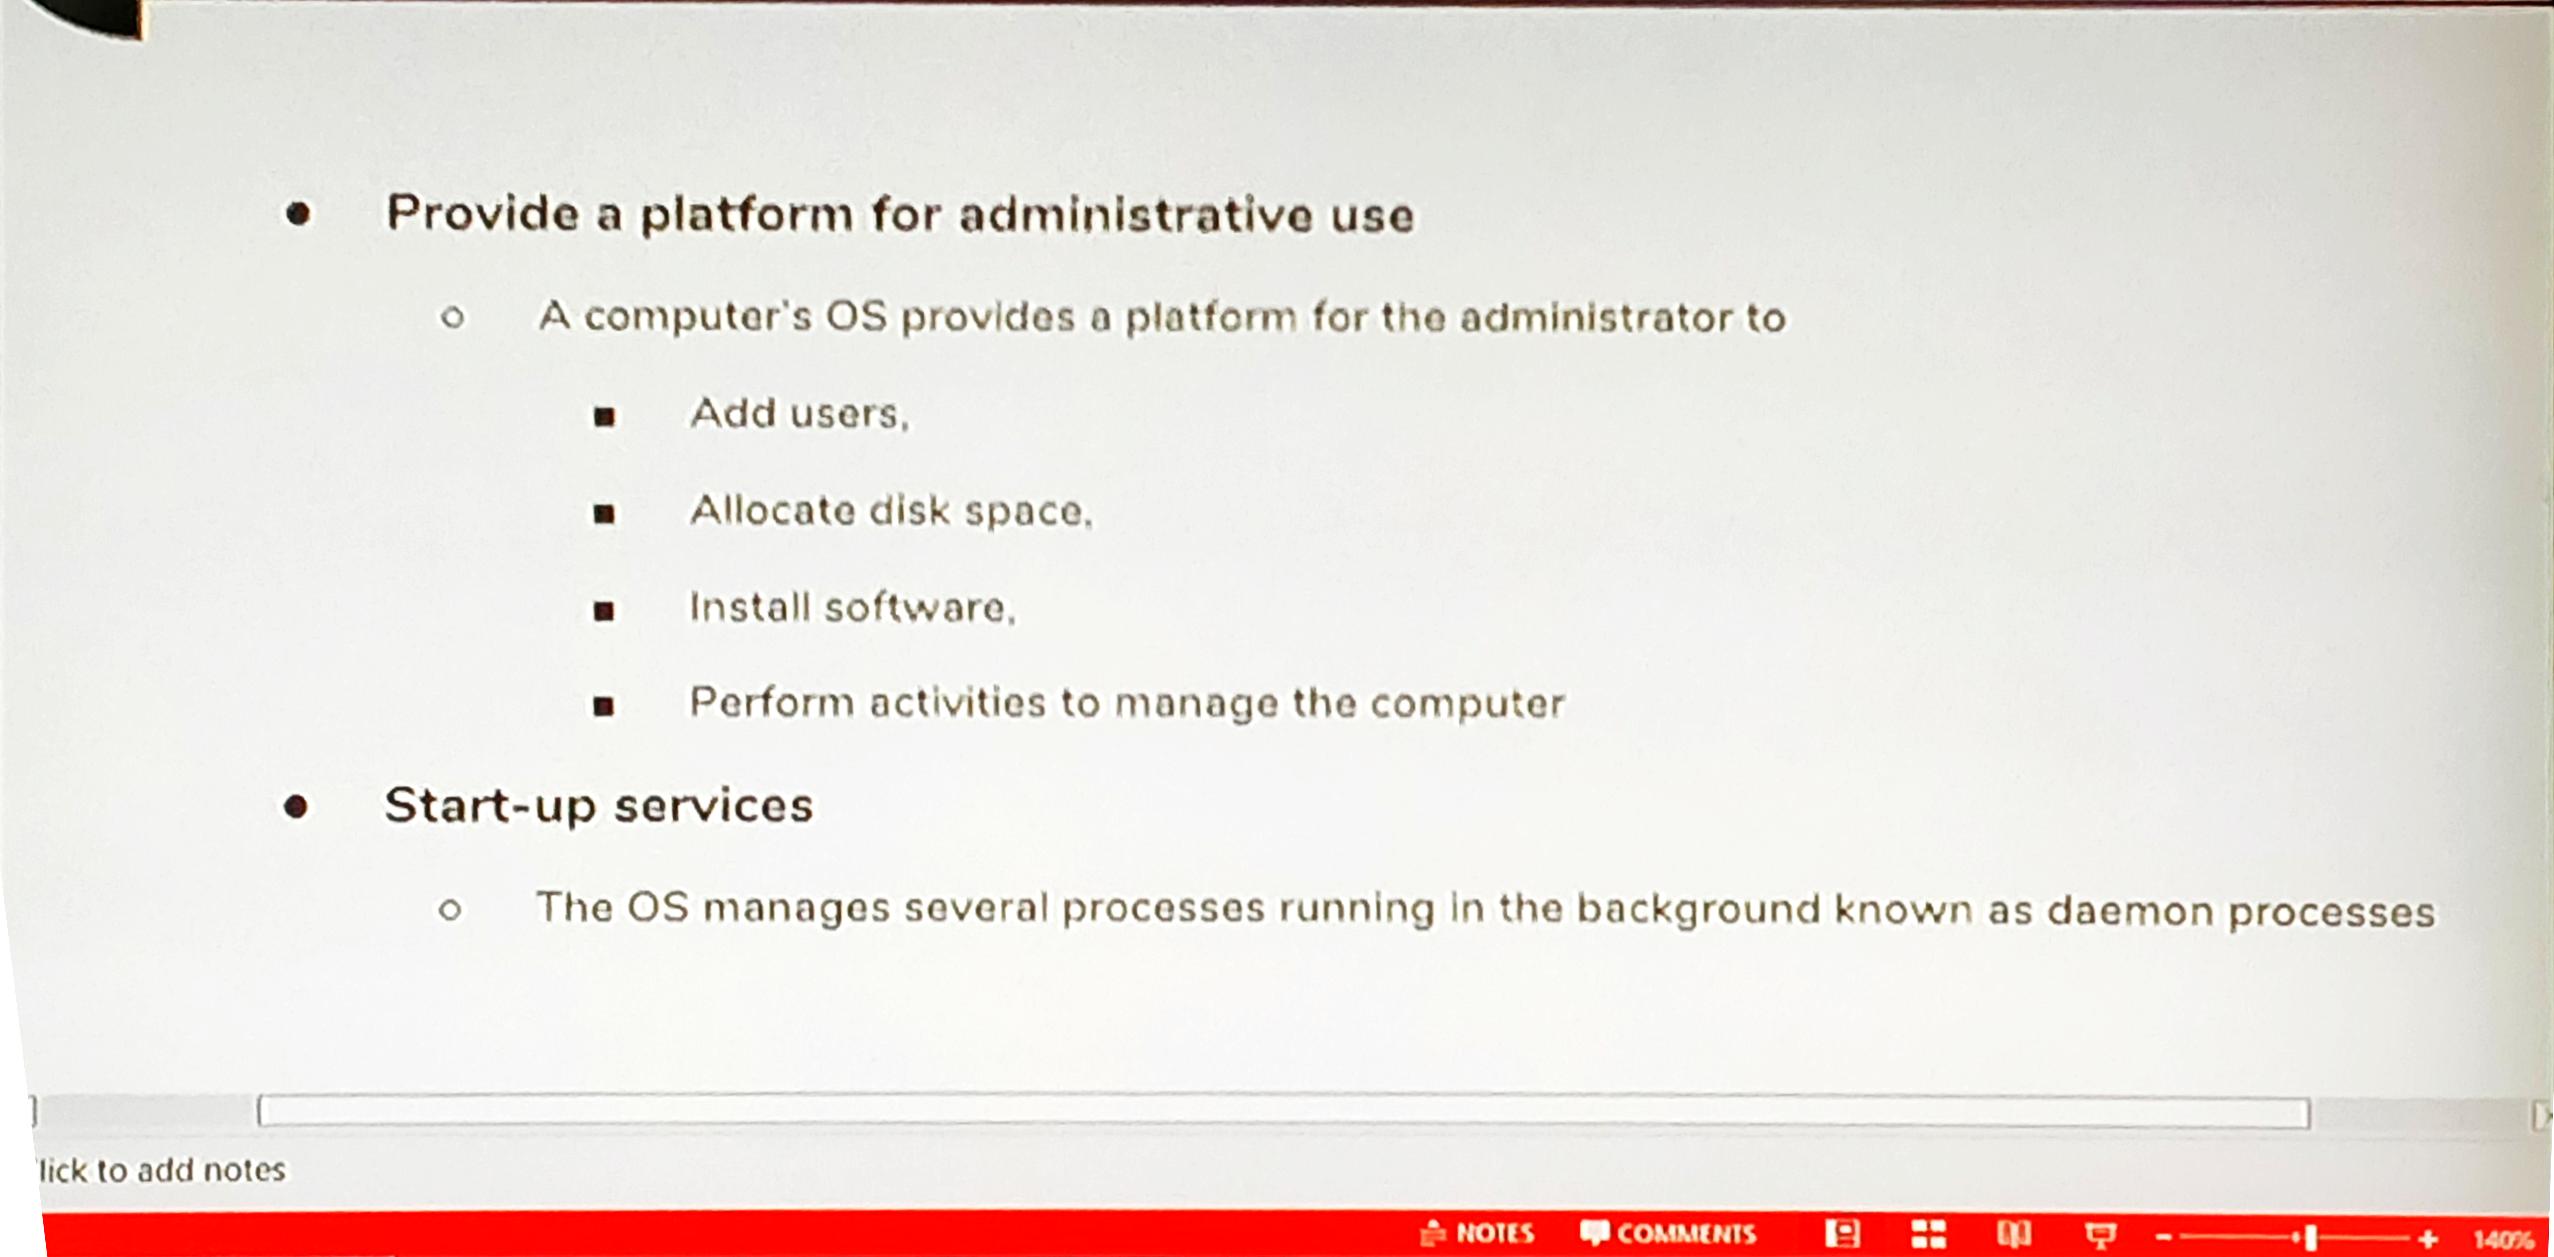 ● Provide a platform for administrative use
○ A computer's OS provides a platform for the administrator to
■ Add users,
■ Allocate disk space,
■ Install software,
■ Perform activities to manage the computer
● Start-up services
○ The OS manages several processes running in the background known as daemon processes
lick to add notes
NOTES COMMENTS - + 140%